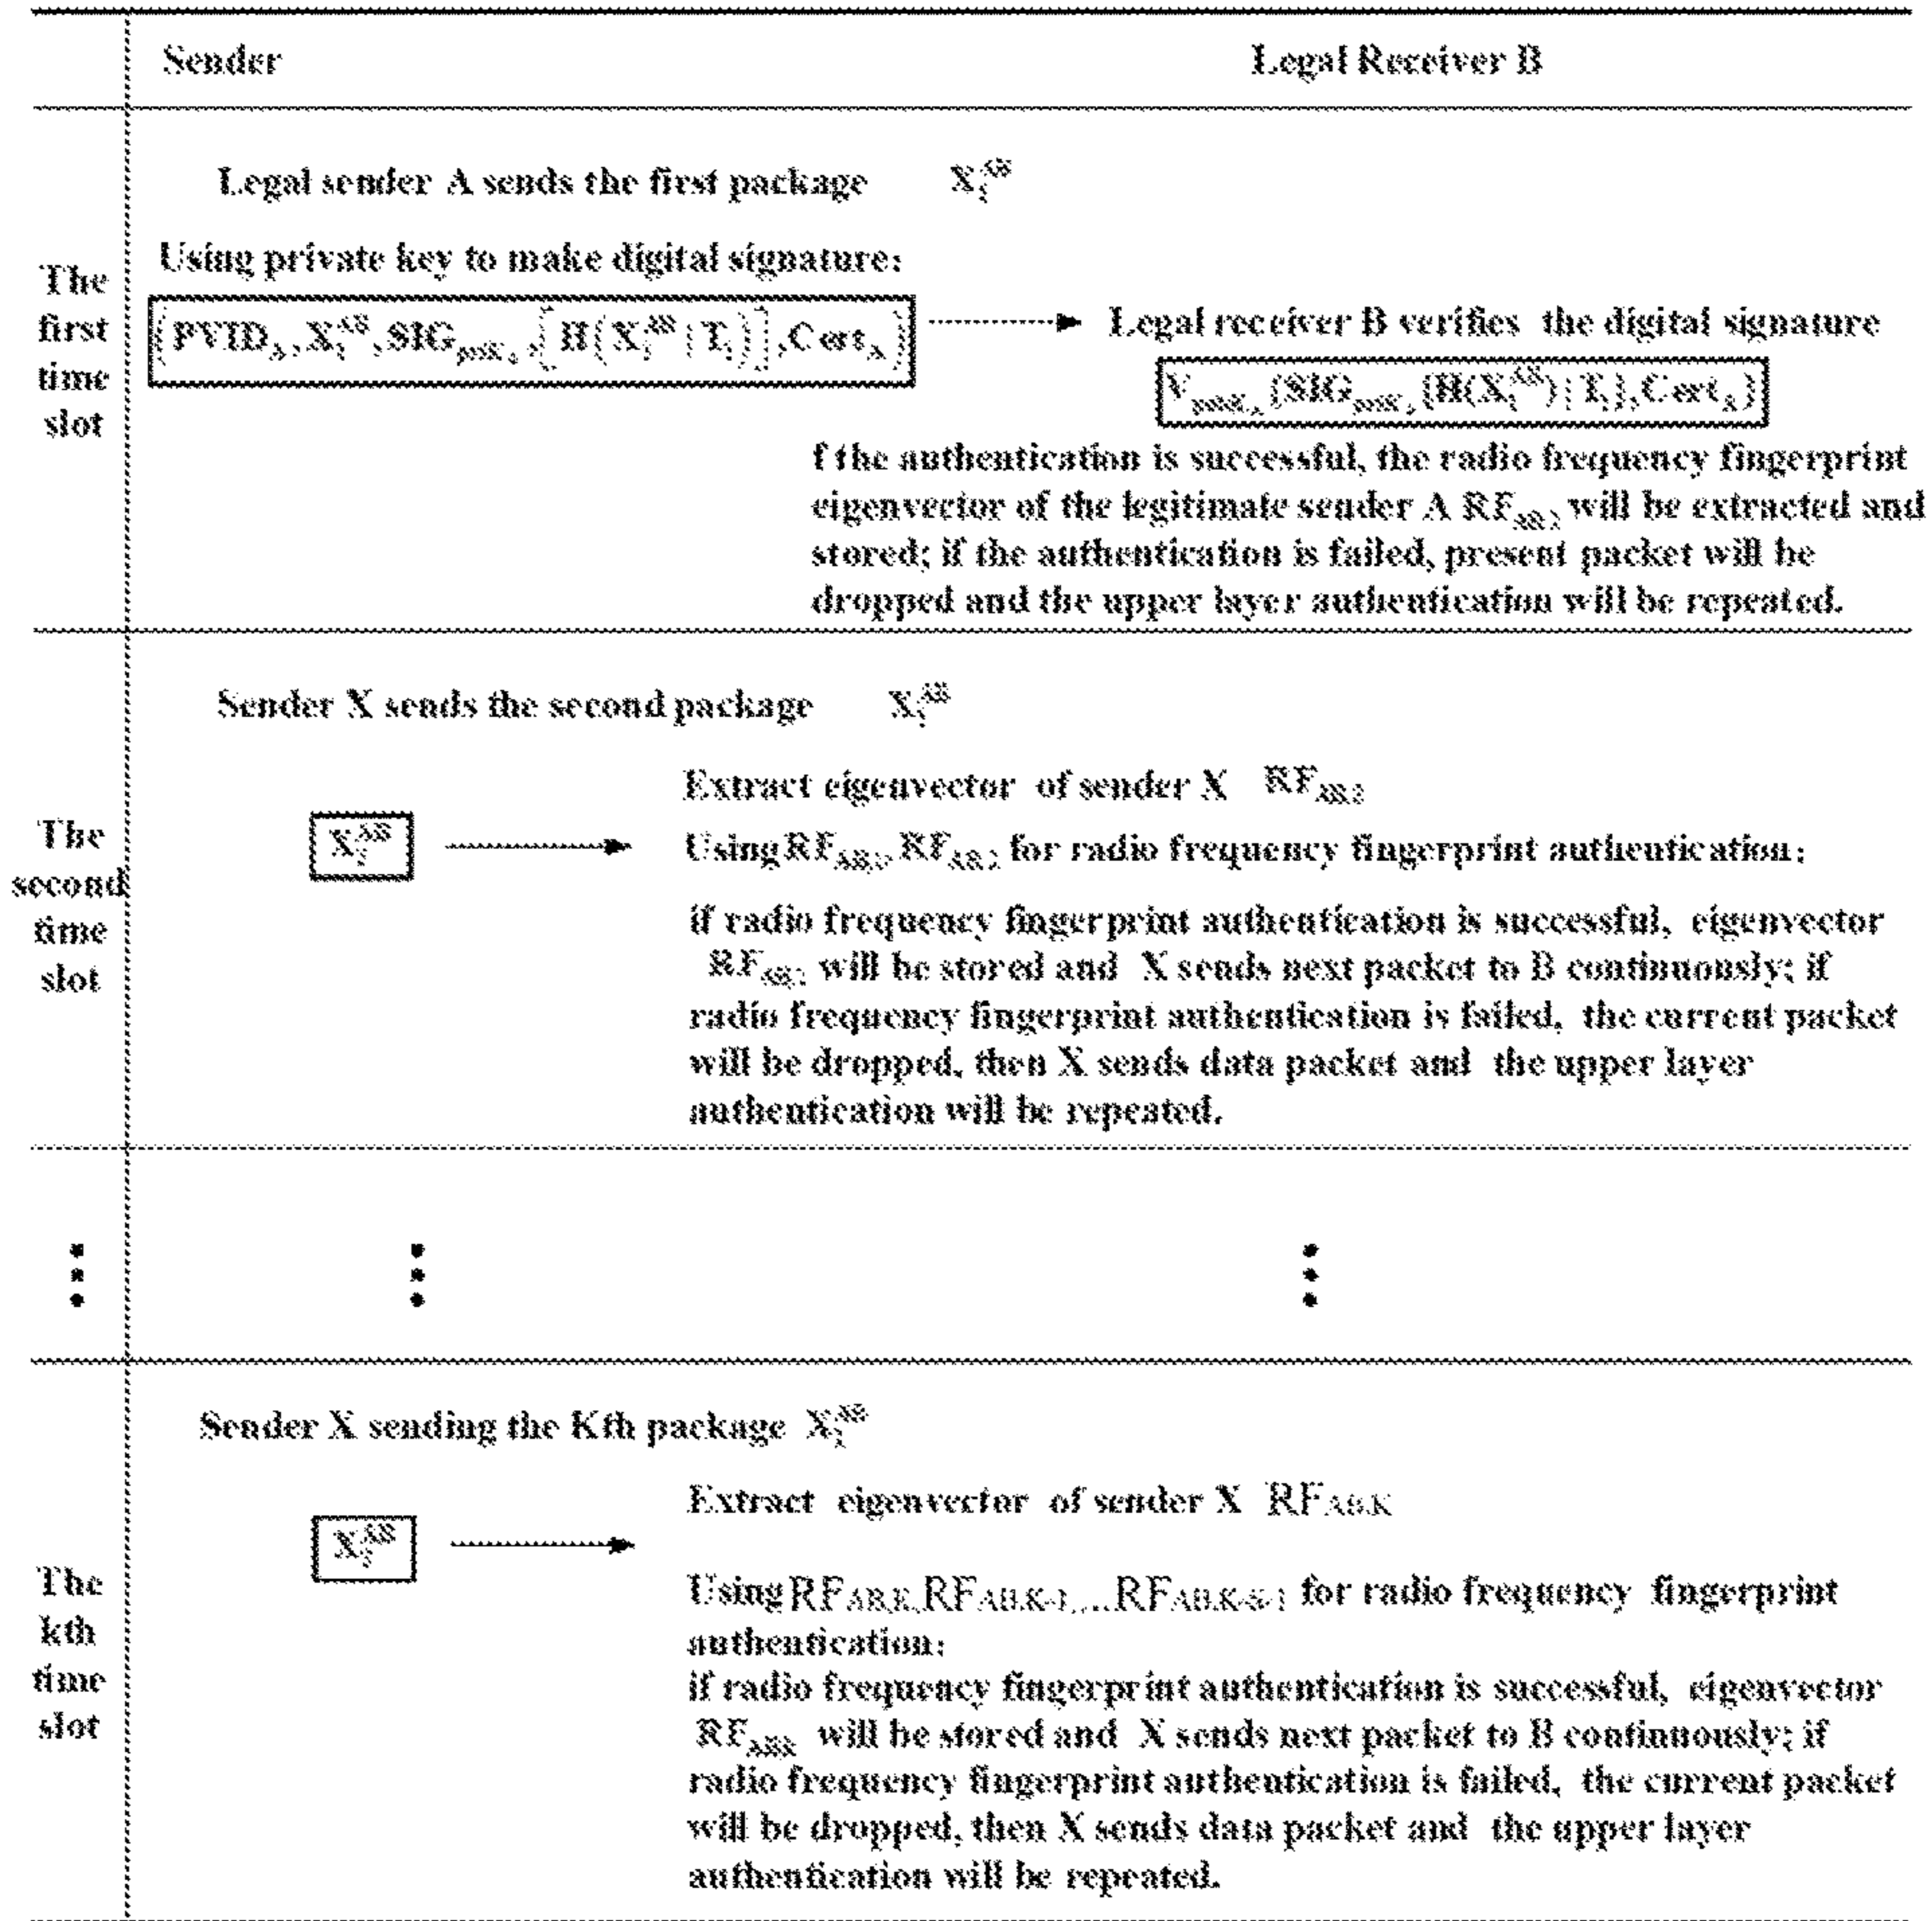 Sender Legal Receiver B
Legal sender A sends the first package X₁ᴬᴮ
Using private key to make digital signature:
The
first
time
slot
Legal receiver B verifies the digital signature
f the authentication is successful, the radio frequency fingerprint
eigenvector of the legitimate sender A will be extracted and
stored; if the authentication is failed, present packet will be
dropped and the upper layer authentication will be repeated.
Sender X sends the second package
The
second
time
slot
Extract eigenvector of sender X
Using for radio frequency fingerprint authentication:
if radio frequency fingerprint authentication is successful, eigenvector
will be stored and X sends next packet to B continuously; if
radio frequency fingerprint authentication is failed, the current packet
will be dropped, then X sends data packet and the upper layer
authentication will be repeated.
Sender X sending the Kth package
The
kth
time
slot
Extract eigenvector of sender X RF AB,K
Using for radio frequency fingerprint
authentication:
if radio frequency fingerprint authentication is successful, eigenvector
will be stored and X sends next packet to B continuously; if
radio frequency fingerprint authentication is failed, the current packet
will be dropped, then X sends data packet and the upper layer
authentication will be repeated.